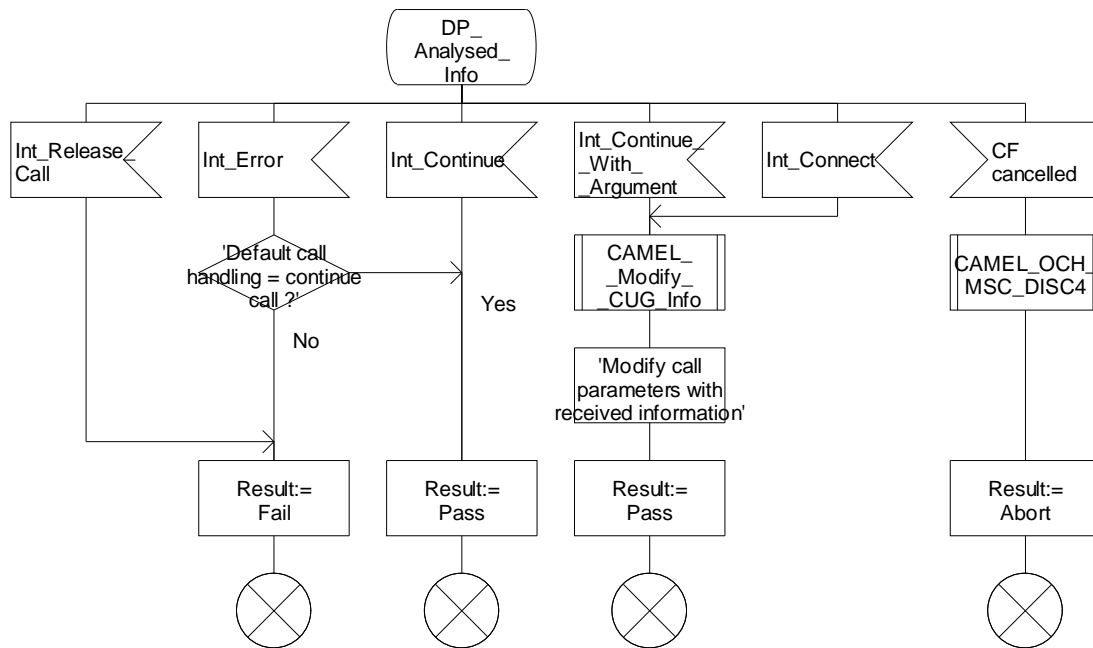 DP_
Analysed_
Info
Int_Release_
Call
Int_Error
Int_Continue
Int_Continue_
_With_
_Argument
Int_Connect
CF
cancelled
'Default call
handling = continue
call ?'
Yes
No
CAMEL_
_Modify_
_CUG_Info
CAMEL_OCH_
MSC_DISC4
'Modify call
parameters with
received information'
Result:=
Fail
Result:=
Pass
Result:=
Pass
Result:=
Abort